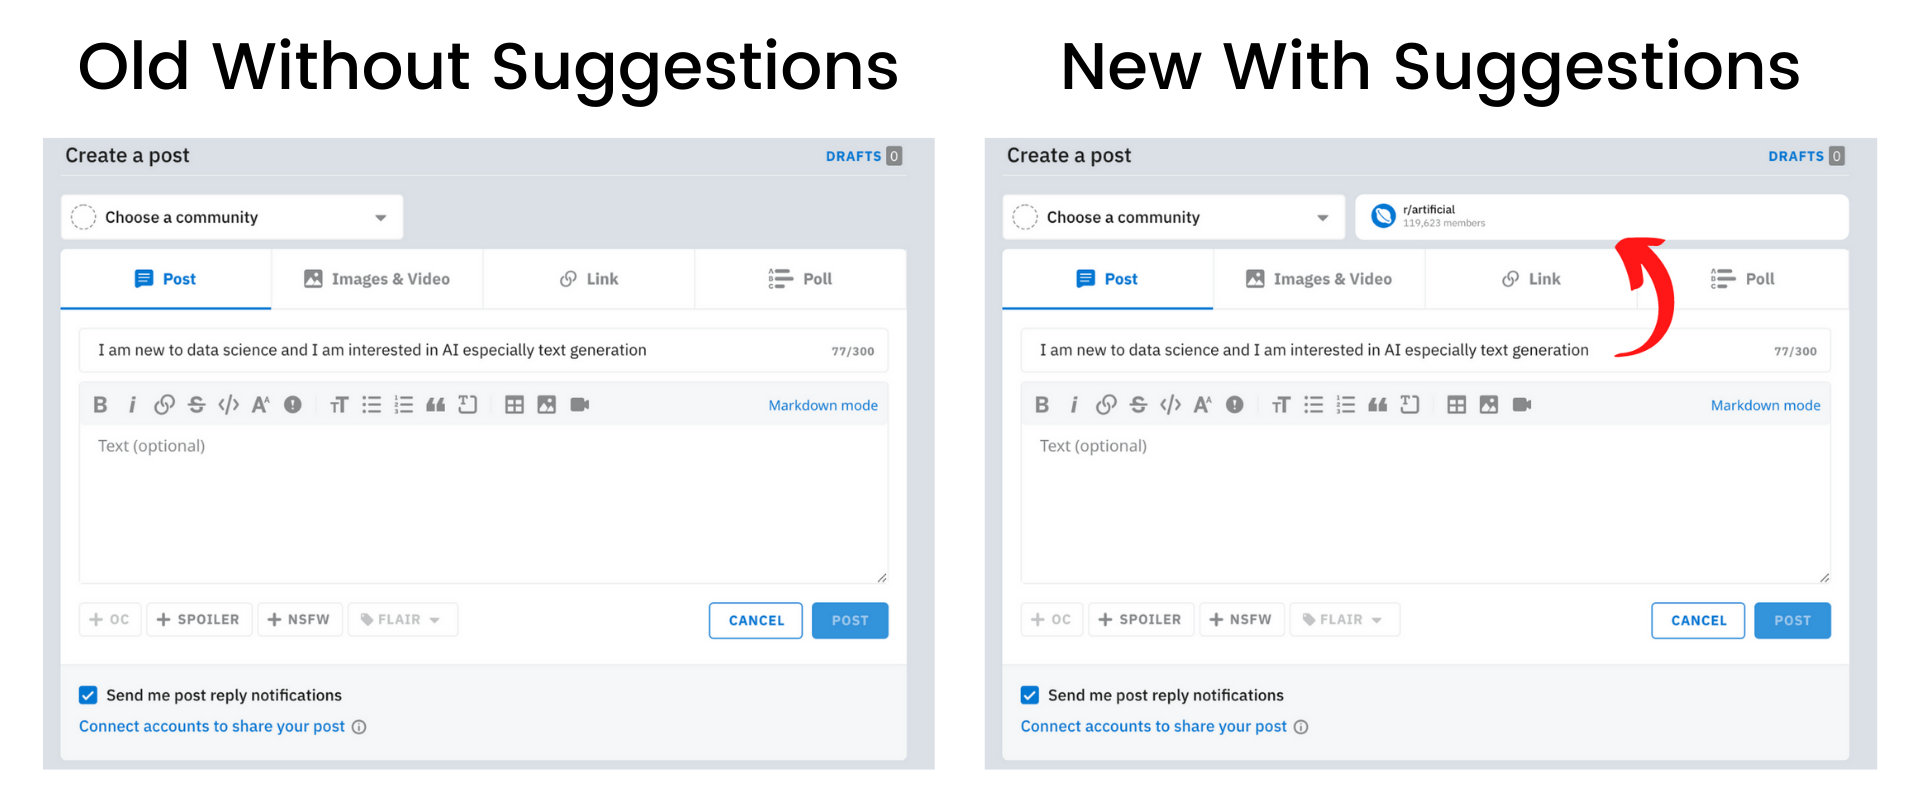 Old Without Suggestions
Create a post
DRAFTS 0
Choose a community
Post Images & Video Link Poll
I am new to data science and I am interested in AI especially text generation 77/300
Markdown mode
Text (optional)
+ OC + SPOILER + NSFW FLAIR
CANCEL POST
Send me post reply notifications
Connect accounts to share your post
New With Suggestions
Create a post
DRAFTS 0
Choose a community
r/artificial
119,623 members
Post Images & Video Link Poll
I am new to data science and I am interested in AI especially text generation 77/300
Markdown mode
Text (optional)
+ OC + SPOILER + NSFW FLAIR
CANCEL POST
Send me post reply notifications
Connect accounts to share your post